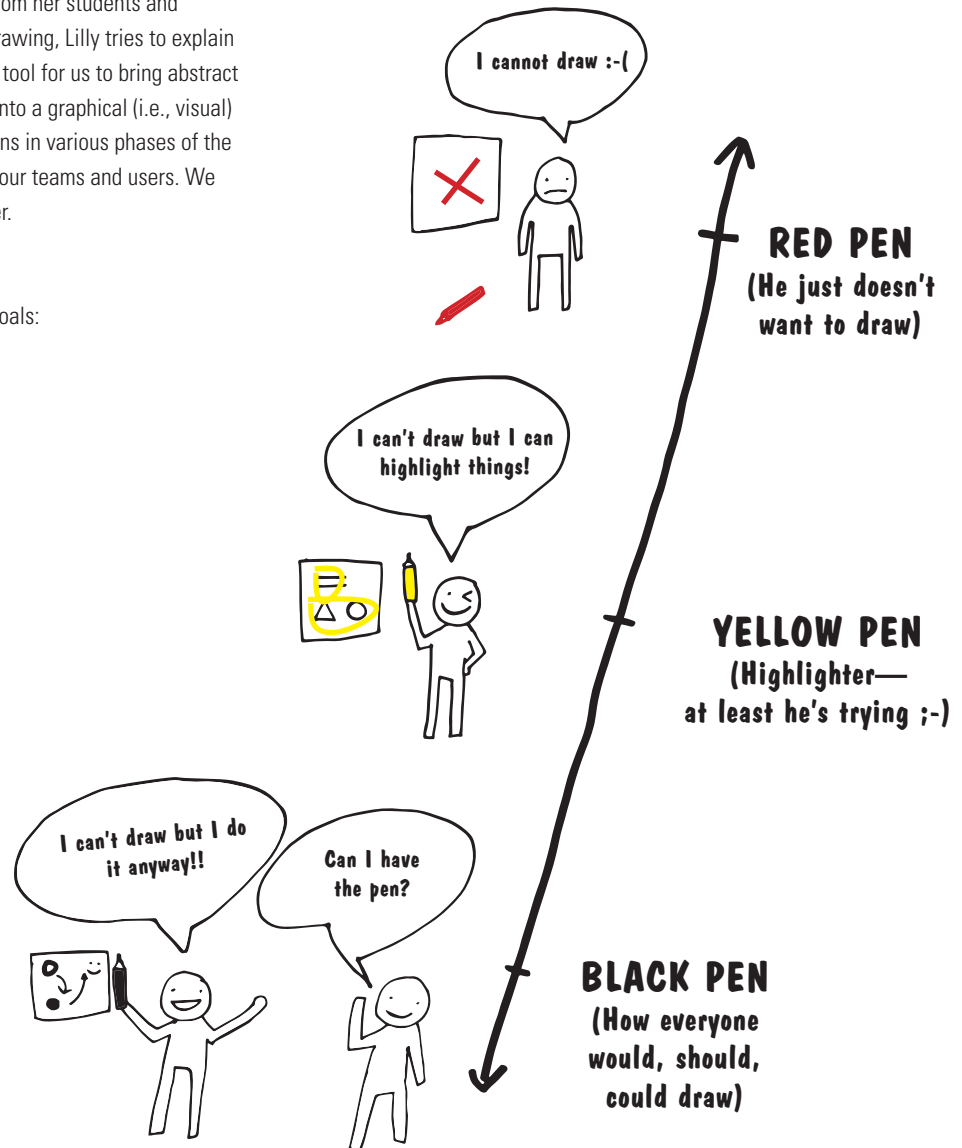 om her students and
rawing, Lilly tries to explain
tool for us to bring abstract
nto a graphical (i.e., visual)
ns in various phases of the
our teams and users. We
er.
oals:
I cannot draw :-(
RED PEN
(He just doesn't
want to draw)
I can't draw but I can
highlight things!
YELLOW PEN
(Highlighter—
at least he's trying ;-)
I can't draw but I do
it anyway!!
Can I have
the pen?
BLACK PEN
(How everyone
would, should,
could draw)